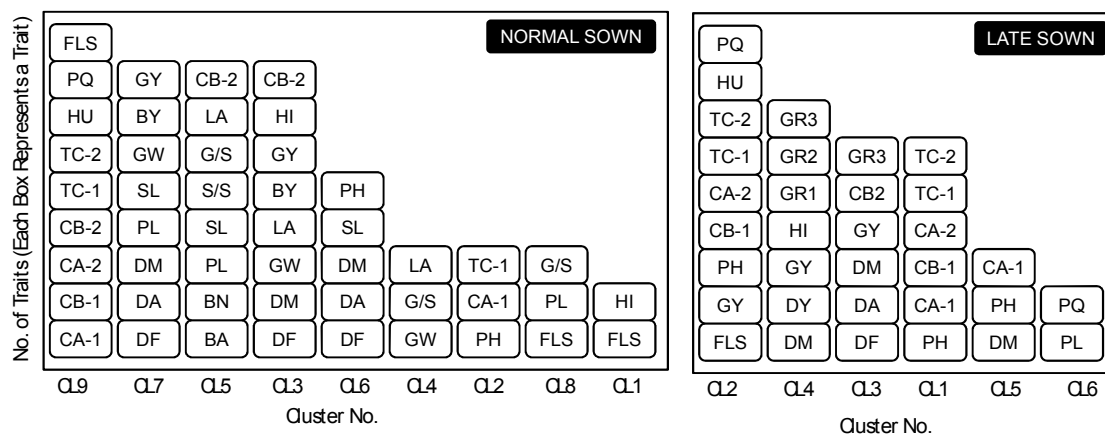 No. of Traits (Each Box Represents a Trait)
NORMAL SOWN
FLS
PQ GY CB-2 CB-2
HU BY LA HI
TC-2 GW G/S GY
TC-1 SL S/S BY PH
CB-2 PL SL LA SL
CA-2 DM PL GW DM LA TC-1 G/S
CB-1 DA BN DM DA G/S CA-1 PL HI
CA-1 DF BA DF DF GW PH FLS FLS
CL9 CL7 CL5 CL3 CL6 CL4 CL2 CL8 CL1
Cluster No.
LATE SOWN
PQ
HU
TC-2 GR3
TC-1 GR2 GR3 TC-2
CA-2 GR1 CB2 TC-1
CB-1 HI GY CA-2
PH GY DM CB-1 CA-1
GY DY DA CA-1 PH PQ
FLS DM DF PH DM PL
CL2 CL4 CL3 CL1 CL5 CL6
Cluster No.